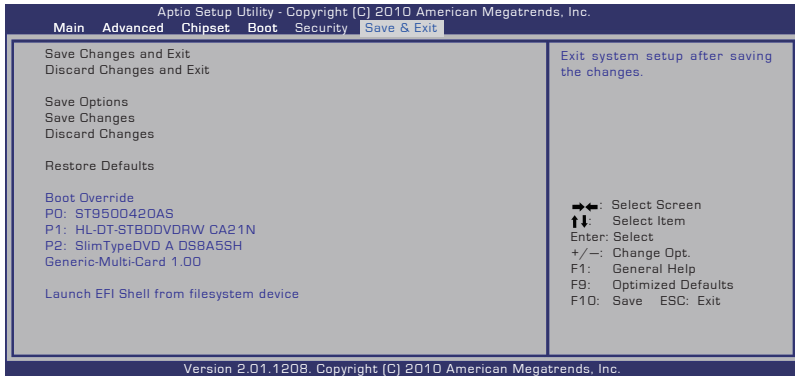 Aptio Setup Utility - Copyright (C) 2010 American Megatrends, Inc.
Main Advanced Chipset Boot Security Save & Exit
Save Changes and Exit
Discard Changes and Exit
Save Options
Save Changes
Discard Changes
Restore Defaults
Boot Override
P0: ST9500420AS
P1: HL-DT-STBDDVDRW CA21N
P2: SlimTypeDVD A DS8A5SH
Generic-Multi-Card 1.00
Launch EFI Shell from filesystem device
Exit system setup after saving
the changes.
→←: Select Screen
↑↓: Select Item
Enter: Select
+/—: Change Opt.
F1: General Help
F9: Optimized Defaults
F10: Save ESC: Exit
Version 2.01.1208. Copyright (C) 2010 American Megatrends, Inc.